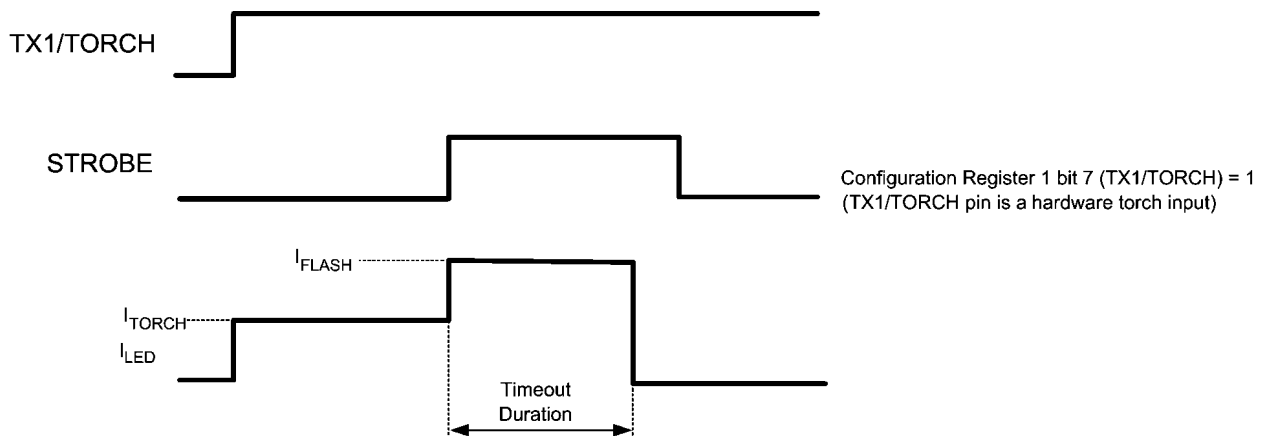 TX1/TORCH
STROBE
Configuration Register 1 bit 7 (TX1/TORCH) = 1
(TX1/TORCH pin is a hardware torch input)
IFLASH
ITORCH
ILED
Timeout
Duration